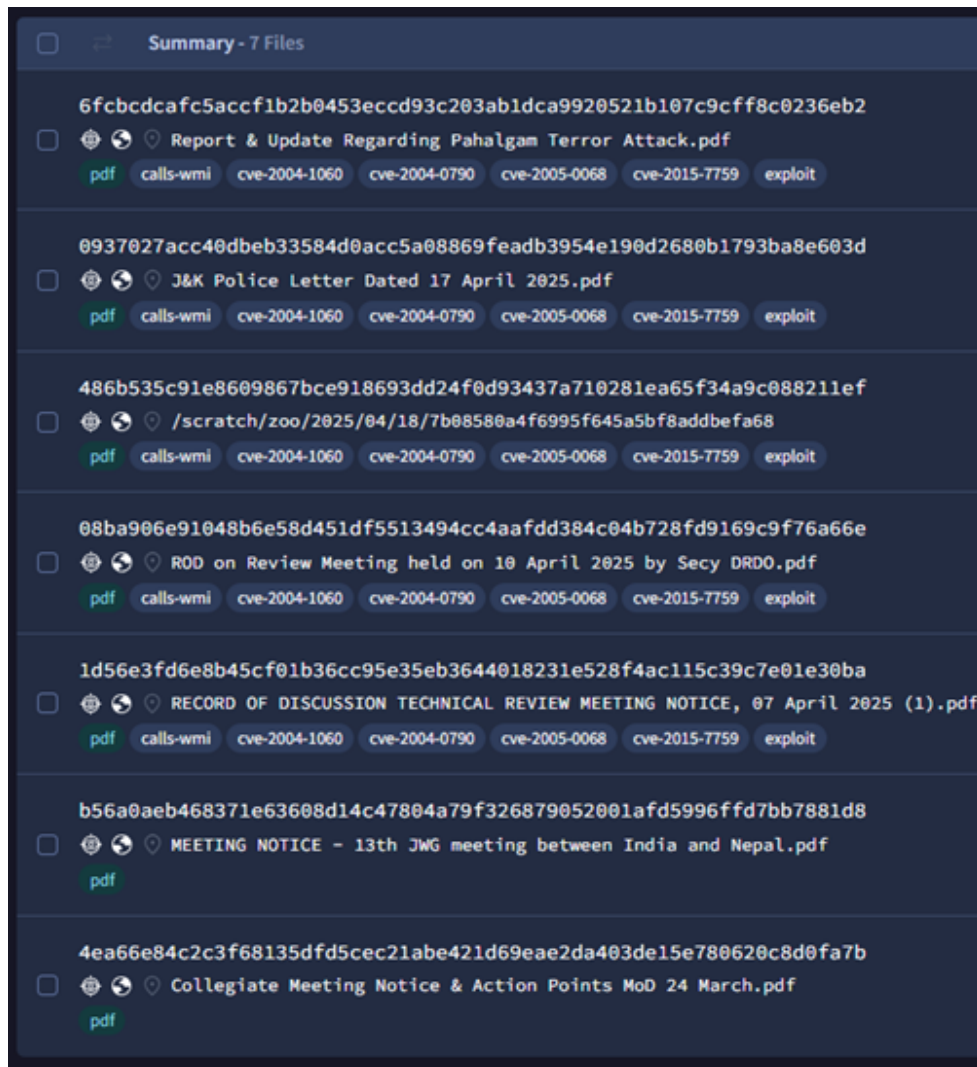 Summary - 7 Files
6fcbcdcafc5accf1b2b0453eccd93c203ab1dca9920521b107c9cff8c0236eb2
Report & Update Regarding Pahalgam Terror Attack.pdf
pdf calls-wmi cve-2004-1060 cve-2004-0790 cve-2005-0068 cve-2015-7759 exploit
0937027acc40dbeb33584d0acc5a08869feadb3954e190d2680b1793ba8e603d
J&K Police Letter Dated 17 April 2025.pdf
pdf calls-wmi cve-2004-1060 cve-2004-0790 cve-2005-0068 cve-2015-7759 exploit
486b535c91e8609867bce918693dd24f0d93437a710281ea65f34a9c088211ef
/scratch/zoo/2025/04/18/7b08580a4f6995f645a5bf8addbefa68
pdf calls-wmi cve-2004-1060 cve-2004-0790 cve-2005-0068 cve-2015-7759 exploit
08ba906e91048b6e58d451df5513494cc4aafdd384c04b728fd9169c9f76a66e
ROD on Review Meeting held on 10 April 2025 by Secy DRDO.pdf
pdf calls-wmi cve-2004-1060 cve-2004-0790 cve-2005-0068 cve-2015-7759 exploit
1d56e3fd6e8b45cf01b36cc95e35eb3644018231e528f4ac115c39c7e01e30ba
RECORD OF DISCUSSION TECHNICAL REVIEW MEETING NOTICE, 07 April 2025 (1).pdf
pdf calls-wmi cve-2004-1060 cve-2004-0790 cve-2005-0068 cve-2015-7759 exploit
b56a0aeb468371e63608d14c47804a79f326879052001afd5996ffd7bb7881d8
MEETING NOTICE – 13th JWG meeting between India and Nepal.pdf
pdf
4ea66e84c2c3f68135dfd5cec21abe421d69eae2da403de15e780620c8d0fa7b
Collegiate Meeting Notice & Action Points MoD 24 March.pdf
pdf